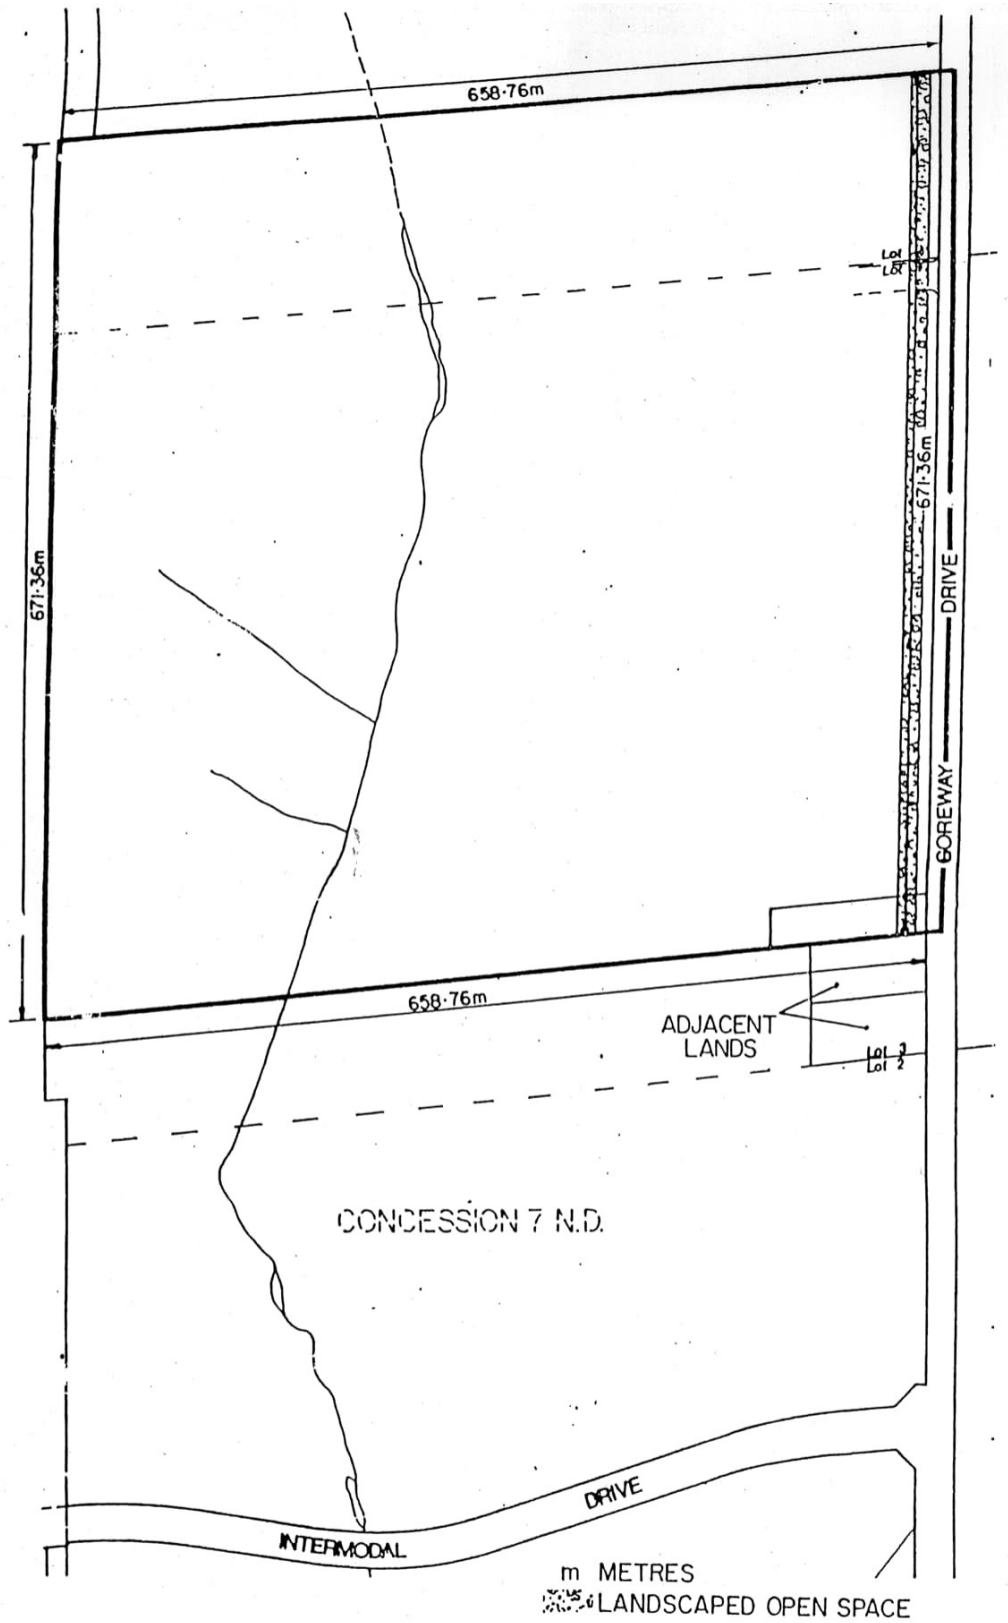 658·76m
Lot
Lot
671·36m
671·36m
GOREWAY DRIVE
658·76m
ADJACENT
LANDS
Lot 3
Lot 2
CONCESSION 7 N.D.
INTERMODAL DRIVE
m METRES
LANDSCAPED OPEN SPACE